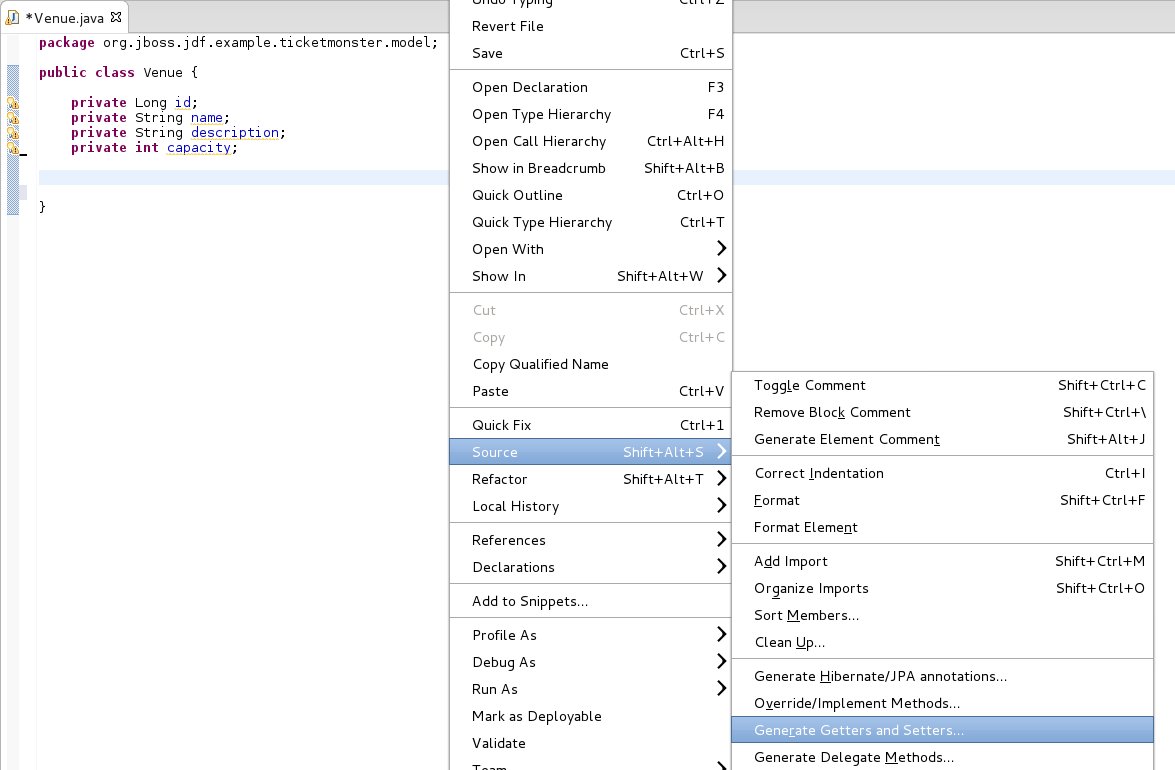 *Venue.java
package org.jboss.jdf.example.ticketmonster.model;
public class Venue {
private Long id;
private String name;
private String description;
private int capacity;
}
Undo Typing Ctrl+Z
Revert File
Save Ctrl+S
Open Declaration F3
Open Type Hierarchy F4
Open Call Hierarchy Ctrl+Alt+H
Show in Breadcrumb Shift+Alt+B
Quick Outline Ctrl+O
Quick Type Hierarchy Ctrl+T
Open With
Show In Shift+Alt+W
Cut Ctrl+X
Copy Ctrl+C
Copy Qualified Name
Paste Ctrl+V
Quick Fix Ctrl+1
Source Shift+Alt+S
Refactor Shift+Alt+T
Local History
References
Declarations
Add to Snippets...
Profile As
Debug As
Run As
Mark as Deployable
Validate
Team
Toggle Comment Shift+Ctrl+C
Remove Block Comment Shift+Ctrl+\
Generate Element Comment Shift+Alt+J
Correct Indentation Ctrl+I
Format Shift+Ctrl+F
Format Element
Add Import Shift+Ctrl+M
Organize Imports Shift+Ctrl+O
Sort Members...
Clean Up...
Generate Hibernate/JPA annotations...
Override/Implement Methods...
Generate Getters and Setters...
Generate Delegate Methods...